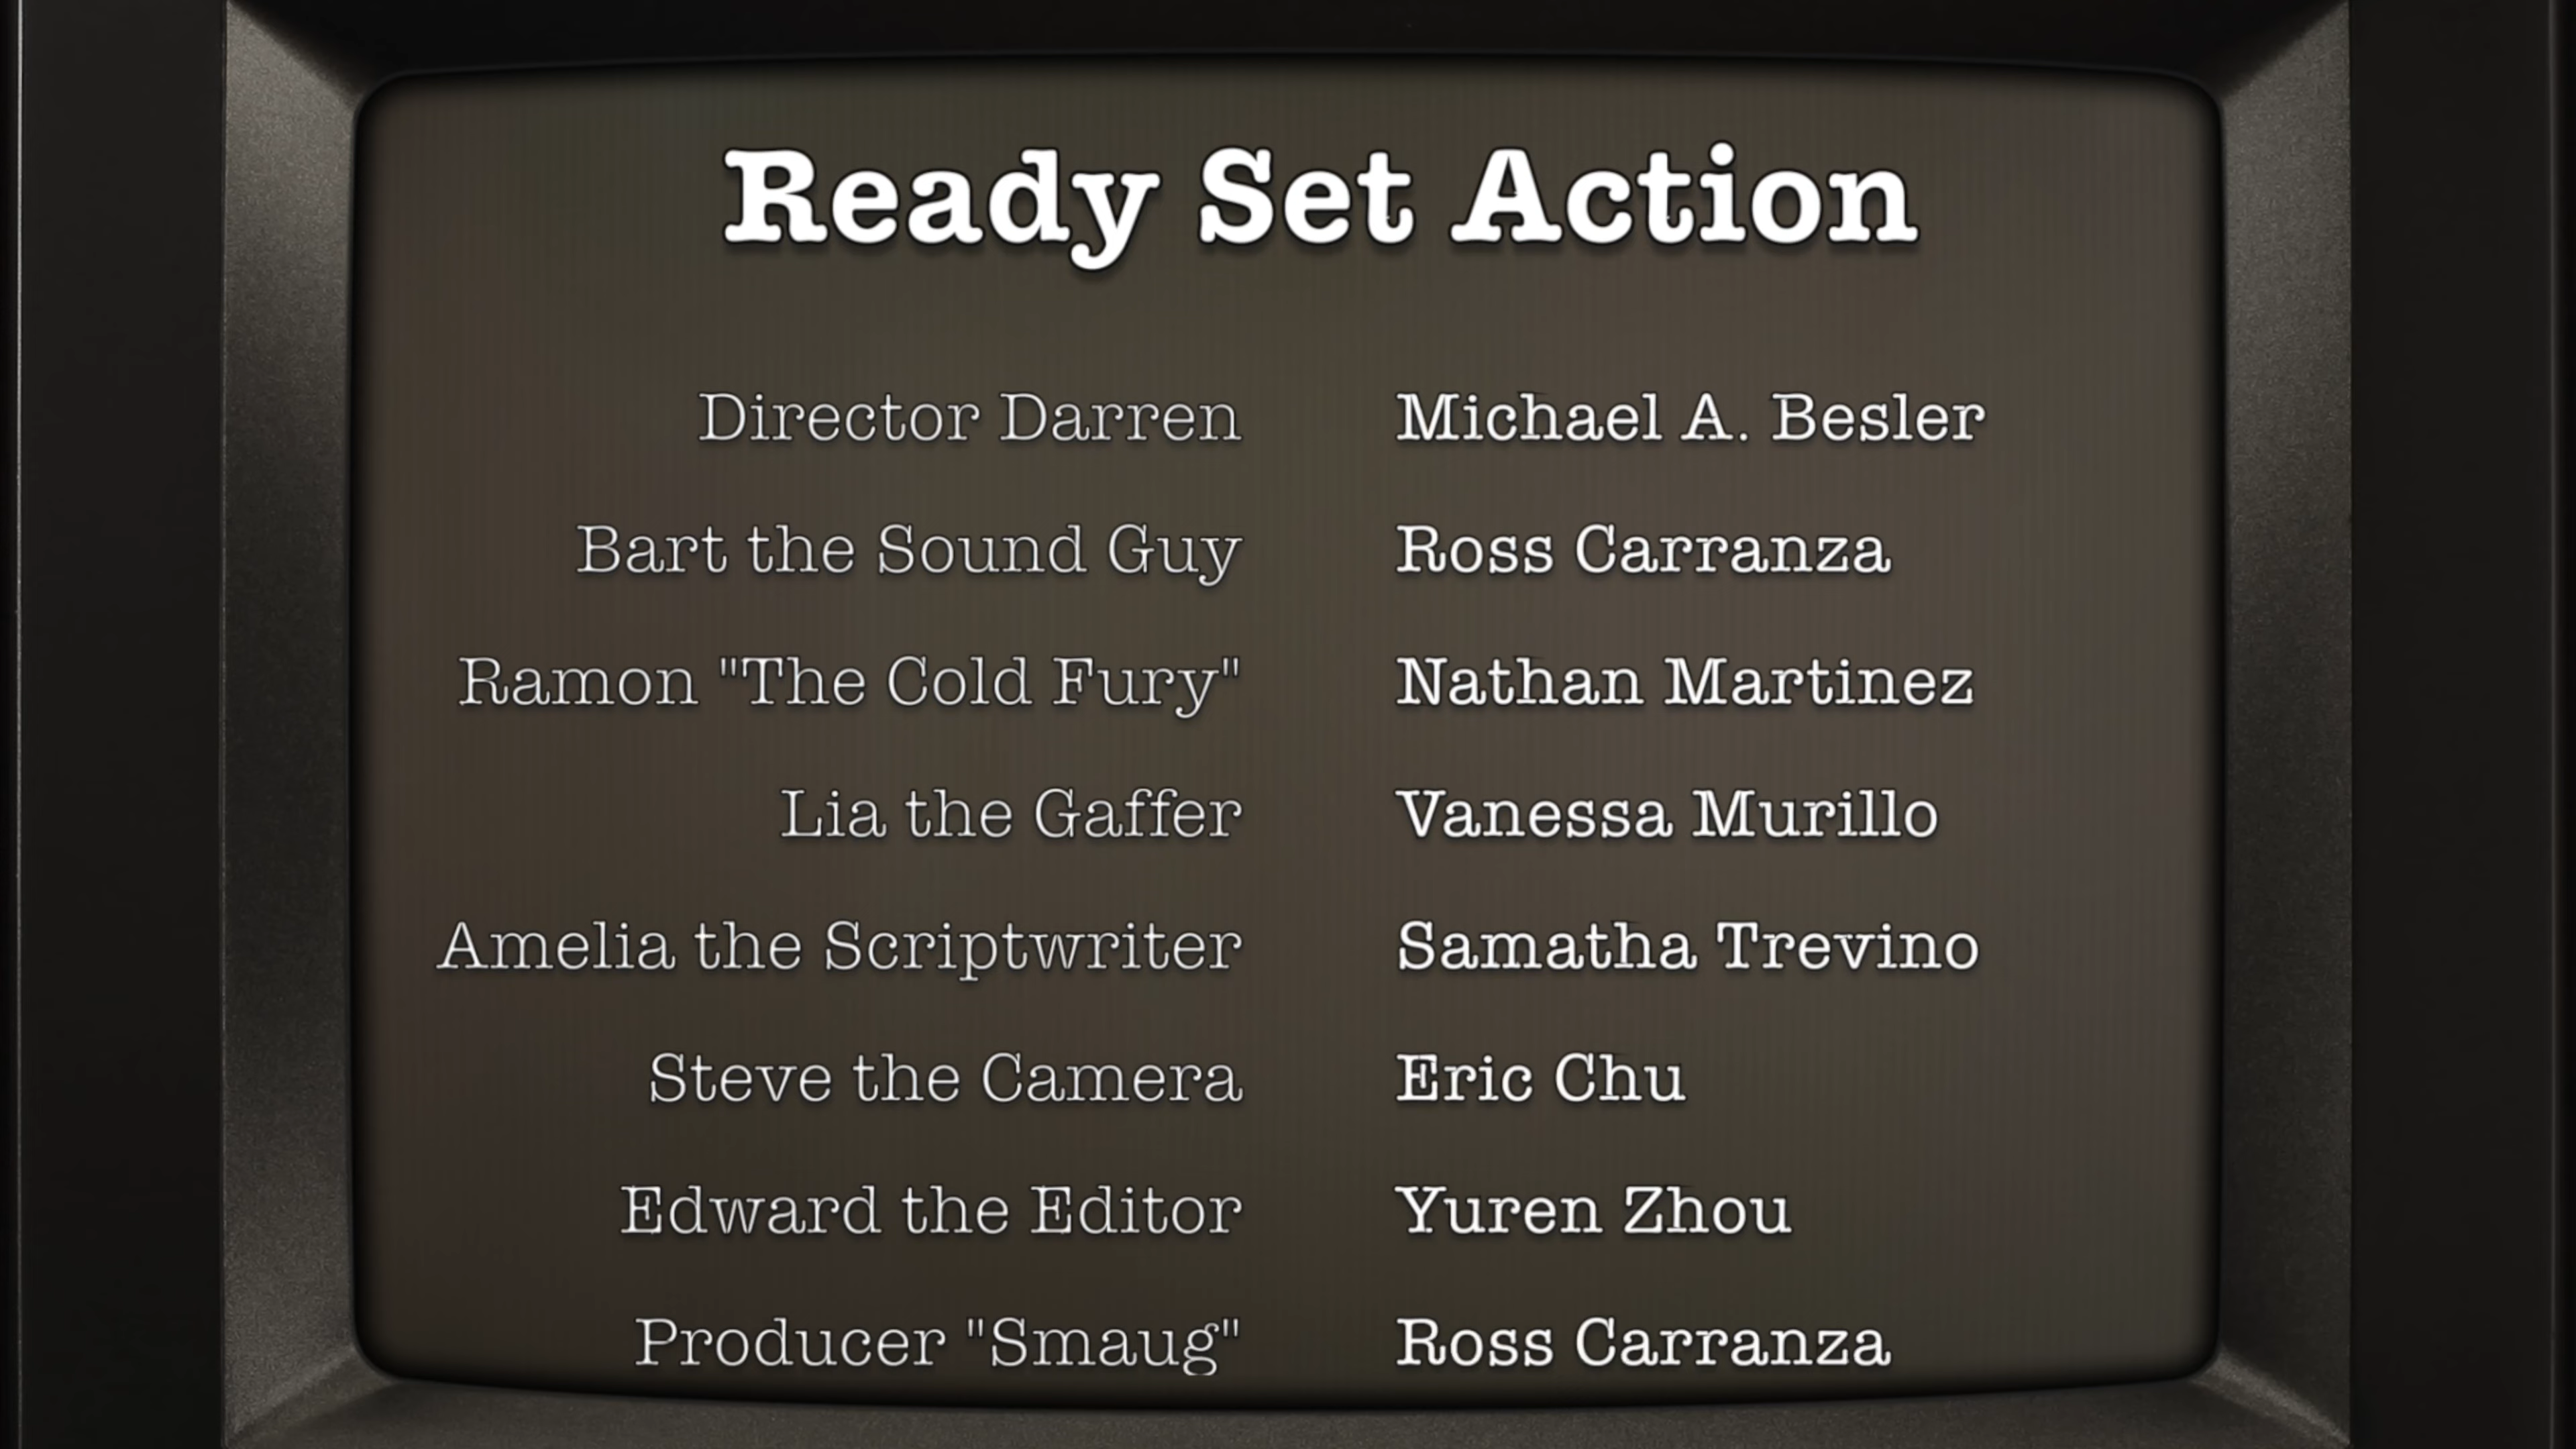 Ready Set Action
Director Darren Michael A. Besler
Bart the Sound Guy Ross Carranza
Ramon "The Cold Fury" Nathan Martinez
Lia the Gaffer Vanessa Murillo
Amelia the Scriptwriter Samatha Trevino
Steve the Camera Eric Chu
Edward the Editor Yuren Zhou
Producer "Smaug" Ross Carranza